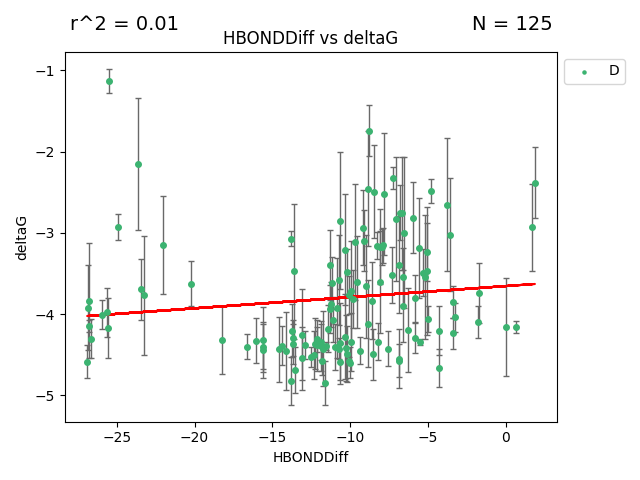 r^2 = 0.01
N = 125
HBONDDiff vs deltaG
D
−1
−2
−3
−4
−5
deltaG
−25
−20
−15
−10
−5
0
HBONDDiff